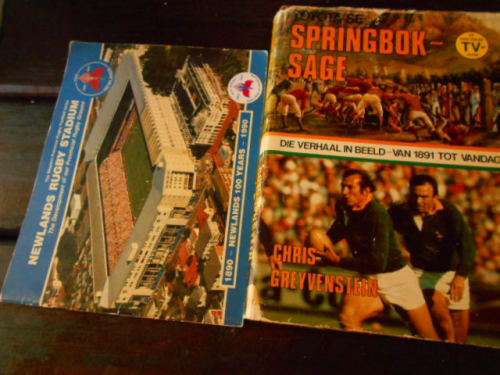 NEWLANDS RUGBY STADIUM
1890 - NEWLANDS 100 YEARS - 1990
SPRINGBOK-
SAGE
TV-
DIE VERHAAL IN BEELD - VAN 1891 TOT VANDAG
CHRIS
GREYVENSTEIN